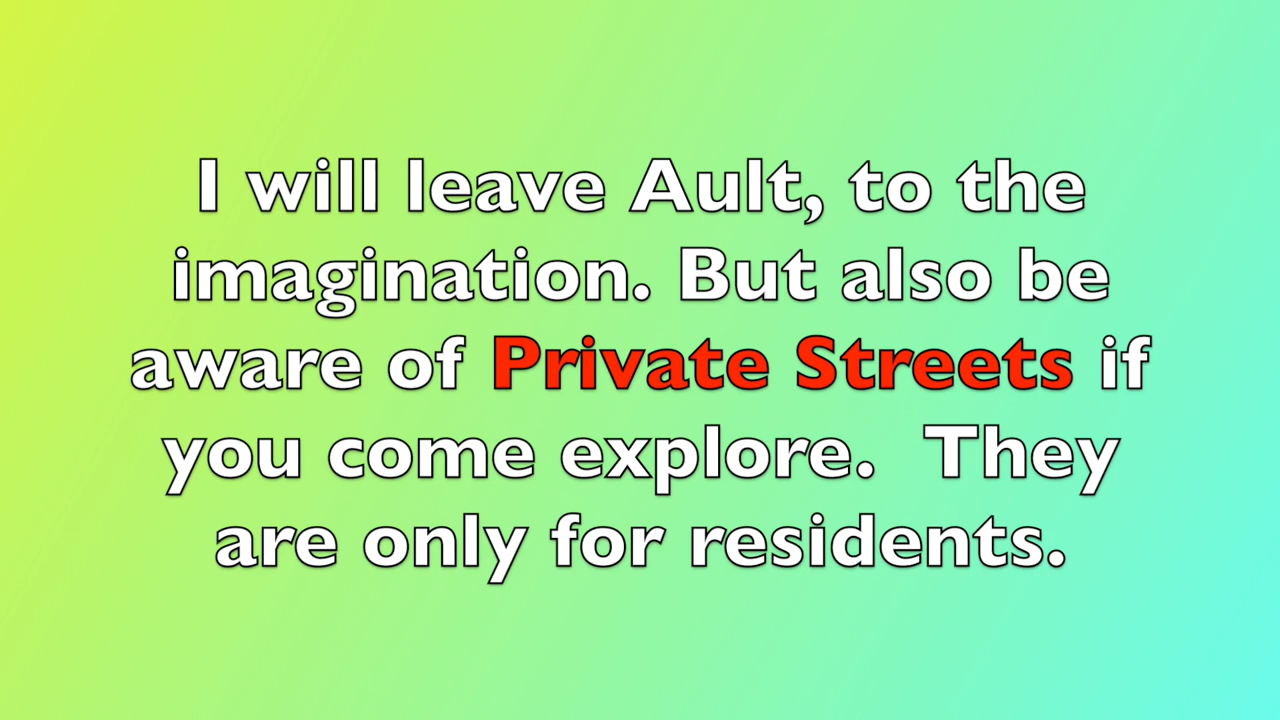 I will leave Ault, to the
imagination. But also be
aware of Private Streets if
you come explore.  They
are only for residents.